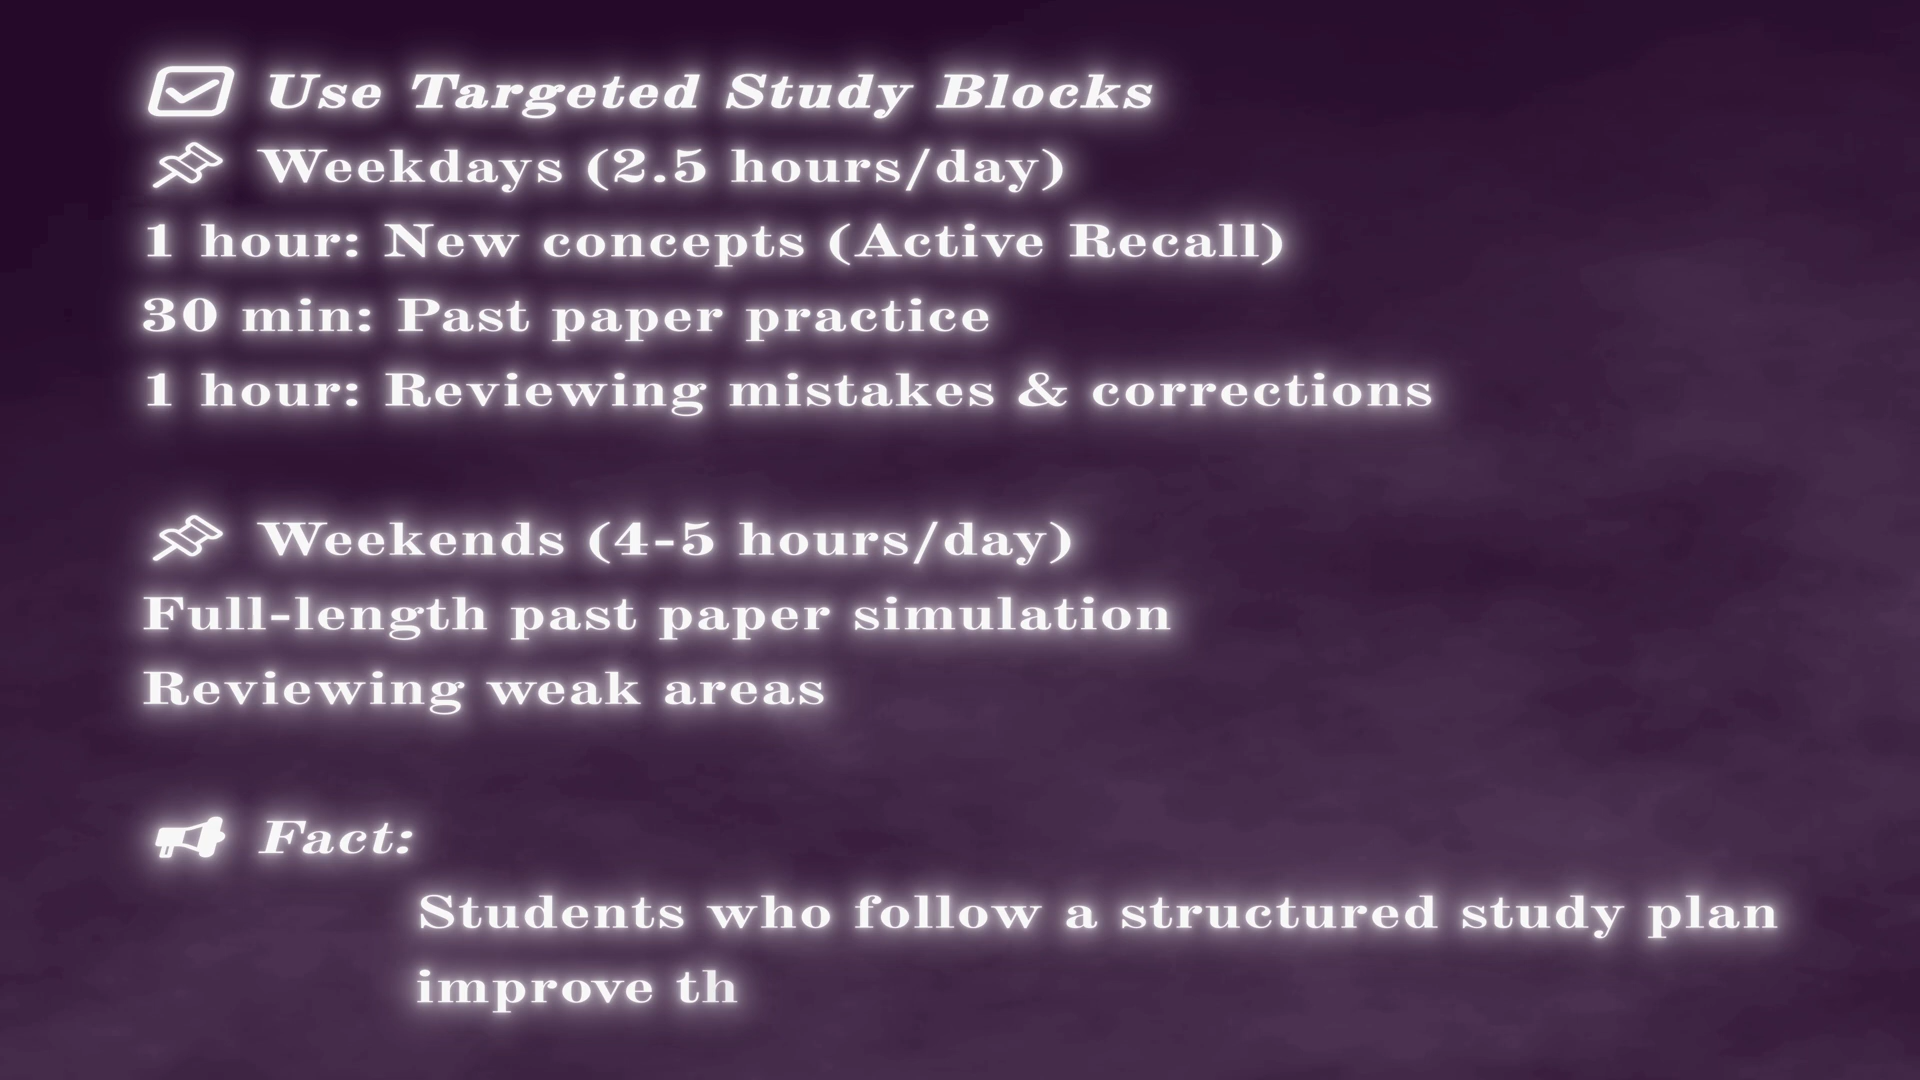 Use Targeted Study Blocks
Weekdays (2.5 hours/day)
1 hour: New concepts (Active Recall)
30 min: Past paper practice
1 hour: Reviewing mistakes & corrections
Weekends (4-5 hours/day)
Full-length past paper simulation
Reviewing weak areas
Fact:
Students who follow a structured study plan
improve th